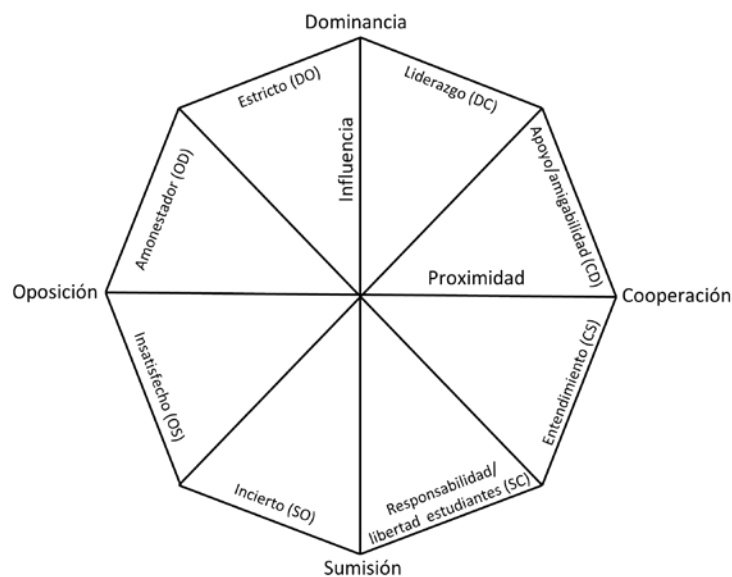 Dominancia
Estricto (DO)
Liderazgo (DC)
Influencia
Amonestador (OD)
Apoyo/amigabilidad (CD)
Proximidad
Oposición
Cooperación
Insatisfecho (OS)
Entendimiento (CS)
Incierto (SO)
Responsabilidad/
libertad estudiantes (SC)
Sumisión